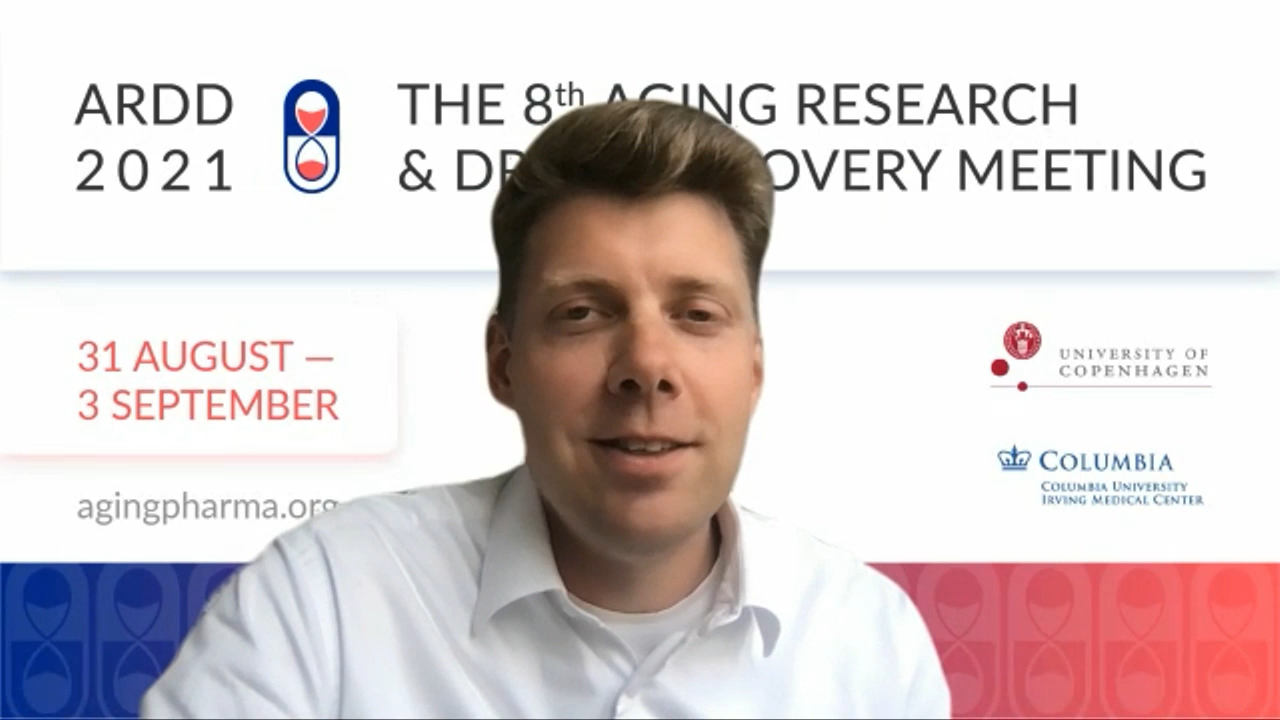 ARDD
2021
THE 8th AGING RESEARCH
& OVERY MEETING
31 AUGUST —
3 SEPTEMBER
agingpharma.org
UNIVERSITY OF
COPENHAGEN
COLUMBIA
COLUMBIA UNIVERSITY
IRVING MEDICAL CENTER